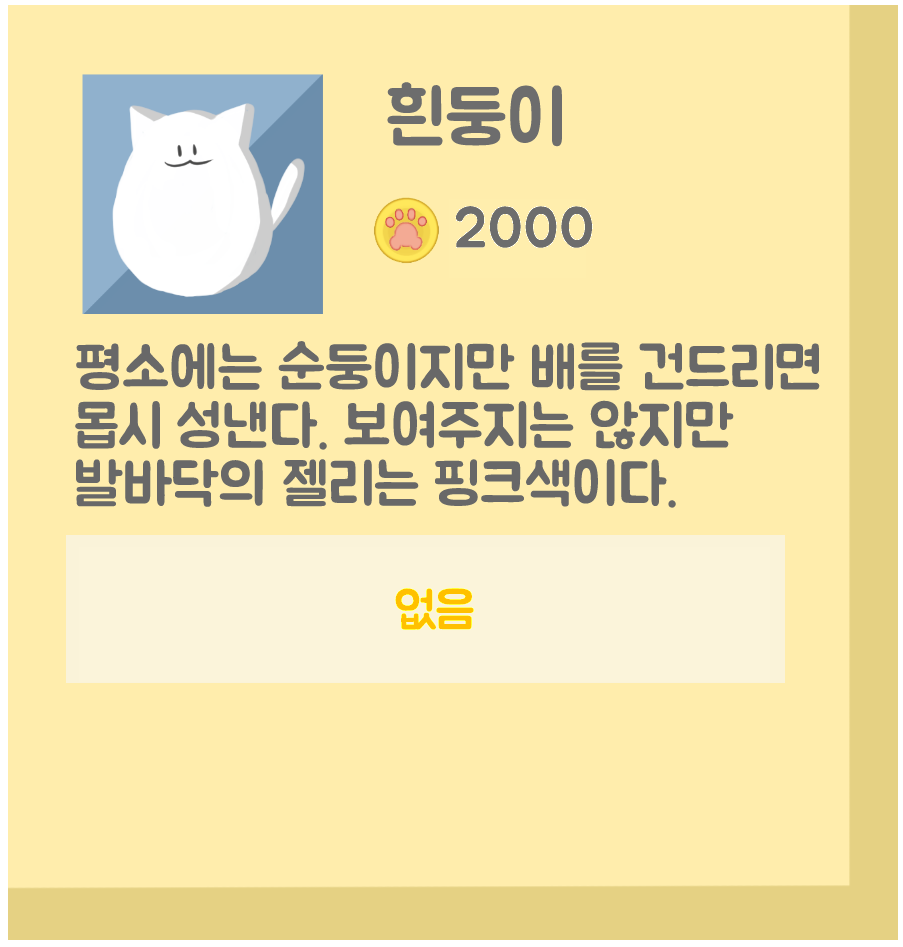 흰둥이
2000
평소에는 순둥이지만 배를 건드리면
몹시 성낸다. 보여주지는 않지만
발바닥의 젤리는 핑크색이다.
없음